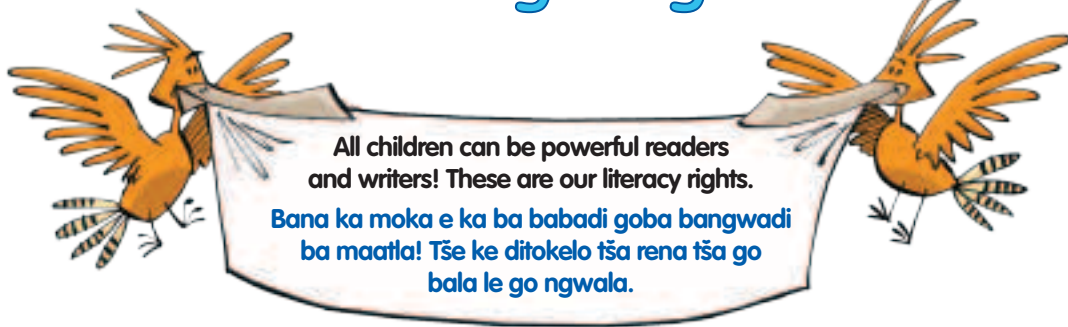 All children can be powerful readers
and writers! These are our literacy rights.
Bana ka moka e ka ba babadi goba bangwadi
ba maatla! Tše ke ditokelo tša rena tša go
bala le go ngwala.